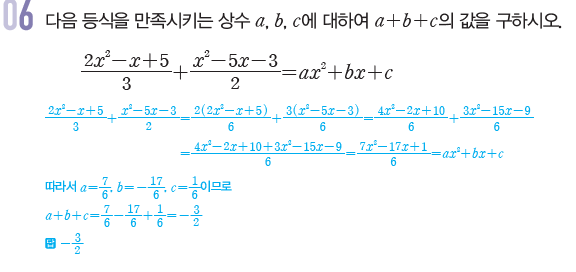 06 다음 등식을 만족시키는 상수 a, b, c에 대하여 a+b+c의 값을 구하시오.
(2x²-x+5)/3 + (x²-5x-3)/2 = ax²+bx+c
(2x²-x+5)/3 + (x²-5x-3)/2 = 2(2x²-x+5)/6 + 3(x²-5x-3)/6 = (4x²-2x+10)/6 + (3x²-15x-9)/6
= (4x²-2x+10+3x²-15x-9)/6 = (7x²-17x+1)/6 = ax²+bx+c
따라서 a=7/6, b=-17/6, c=1/6이므로
a+b+c=7/6-17/6+1/6=-3/2
답 -3/2